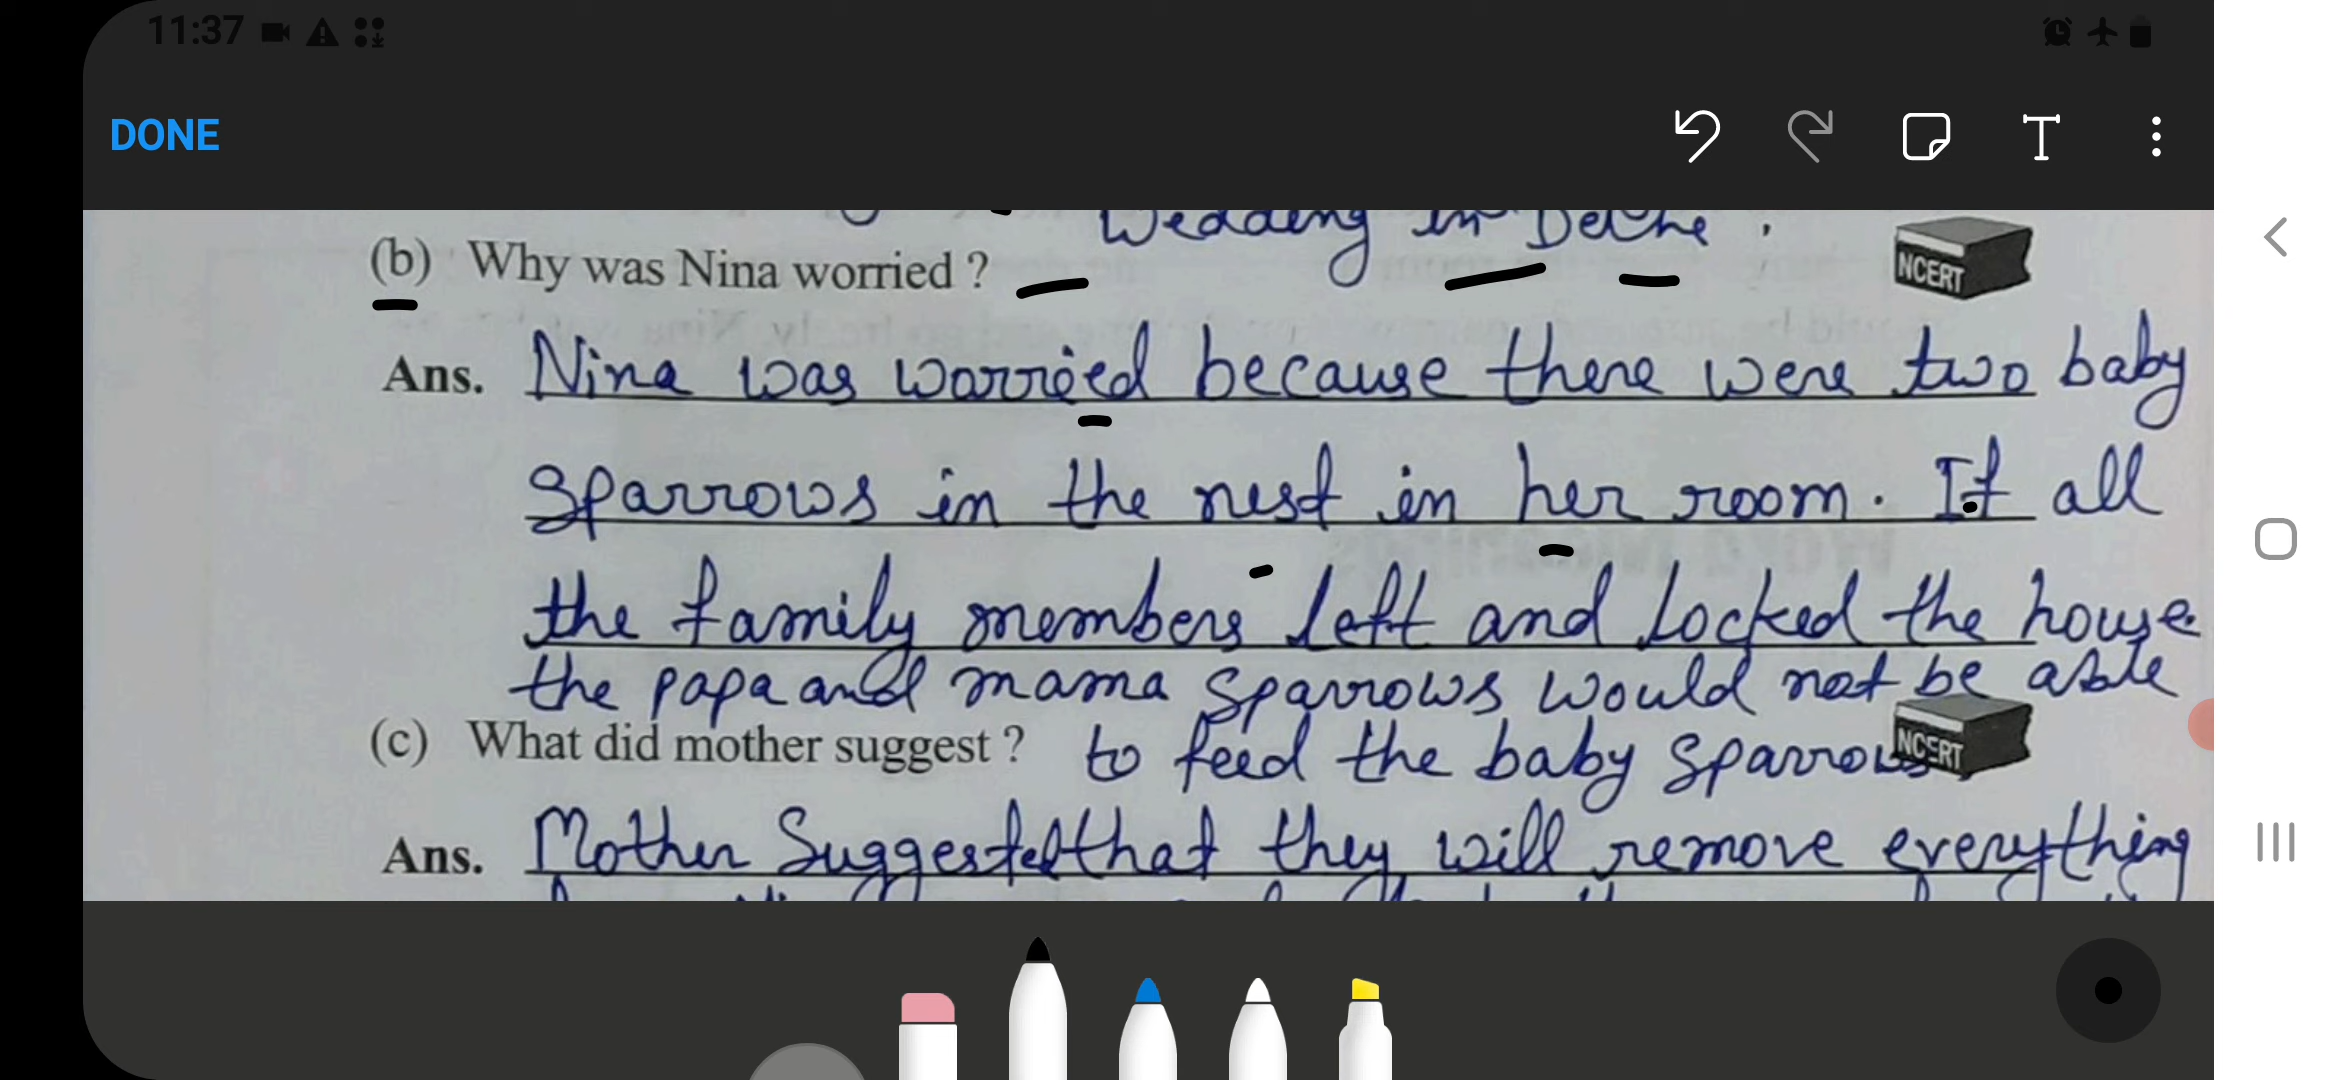 11:37
DONE
T
Wedding in Delhi.
(b) Why was Nina worried ?
NCERT
Ans. Nina was worried because there were two baby
sparrows in the nest in her room. If all
the family members left and locked the house
the papa and mama sparrows would not be able
to feed the baby sparrows.
(c) What did mother suggest ?
NCERT
Ans. Mother Suggested that they will remove everything